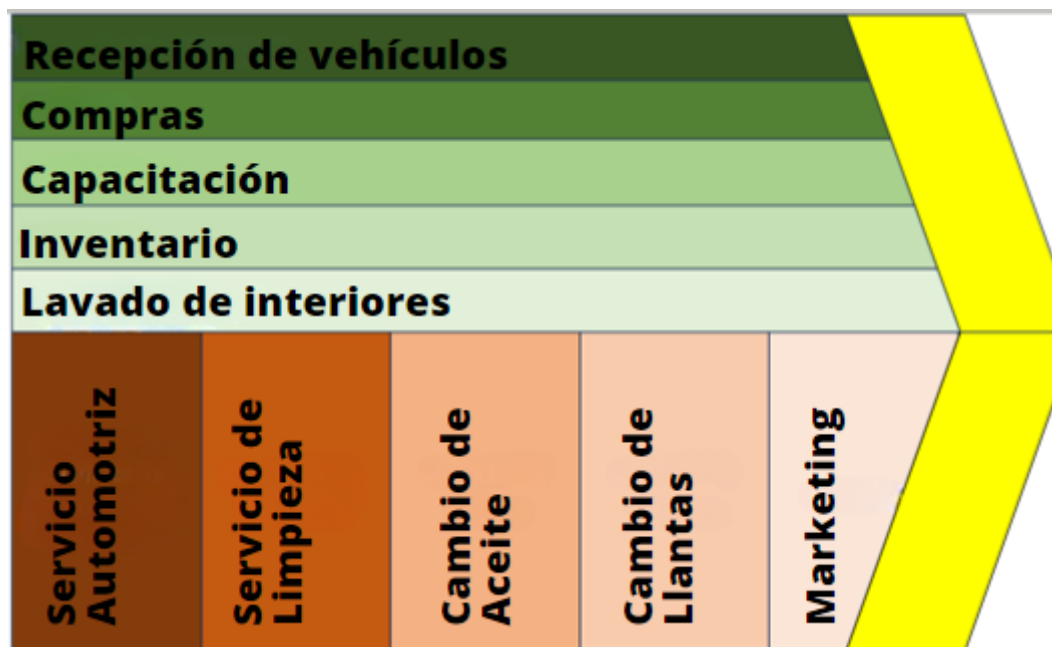 Recepción de vehículos
Compras
Capacitación
Inventario
Lavado de interiores
Servicio
Automotriz
Servicio de
Limpieza
Cambio de
Aceite
Cambio de
Llantas
Marketing